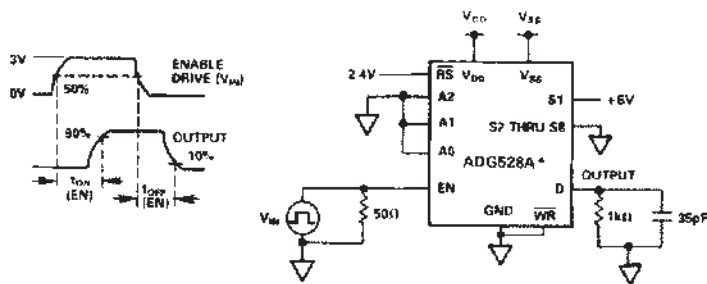 3V
0V
50%
ENABLE
DRIVE (VIN)
90%
OUTPUT
10%
tON
(EN)
tOFF
(EN)
VDD
VSS
2.4V
RS
VDD
VSS
A2
A1
A0
EN
S1
+5V
S2 THRU S8
ADG528A*
D
OUTPUT
GND
WR
VIN
50Ω
1kΩ
35pF